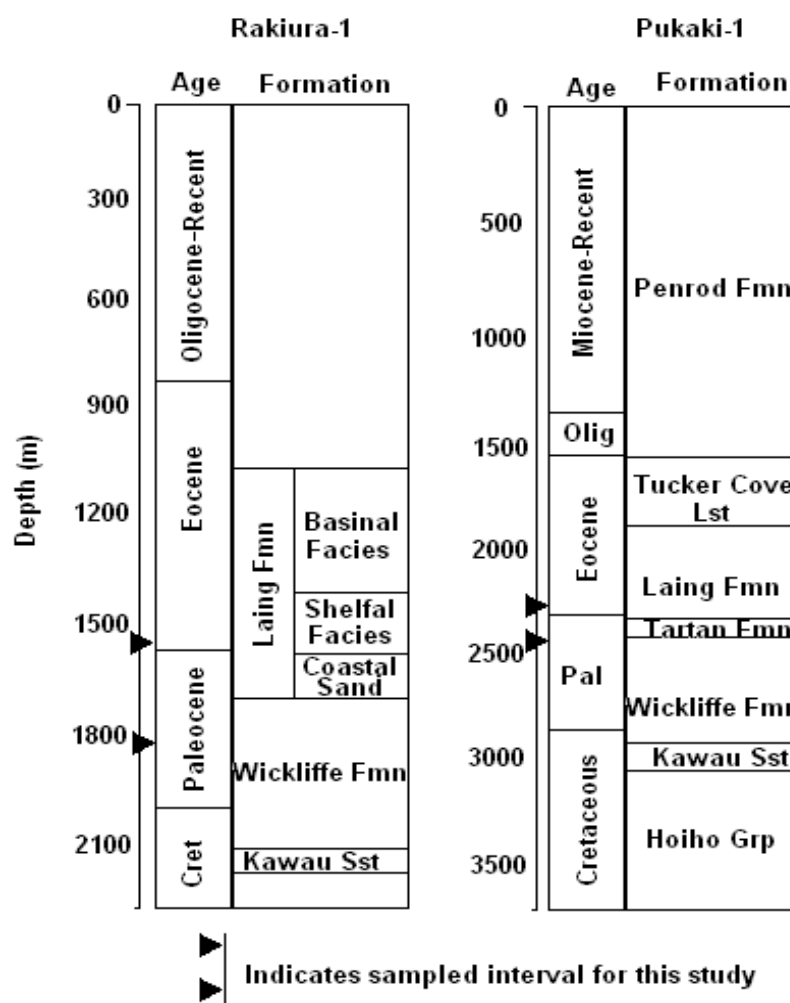 Rakiura-1
Pukaki-1
Age
Formation
Age
Formation
Depth (m)
0
300
600
900
1200
1500
1800
2100
Oligocene-Recent
Eocene
Paleocene
Cret
Laing Fmn
Basinal
Facies
Shelfal
Facies
Coastal
Sand
Wickliffe Fmn
Kawau Sst
0
500
1000
1500
2000
2500
3000
3500
Miocene-Recent
Olig
Eocene
Pal
Cretaceous
Penrod Fmn
Tucker Cove
Lst
Laing Fmn
Tartan Fmn
Wickliffe Fmn
Kawau Sst
Hoiho Grp
Indicates sampled interval for this study